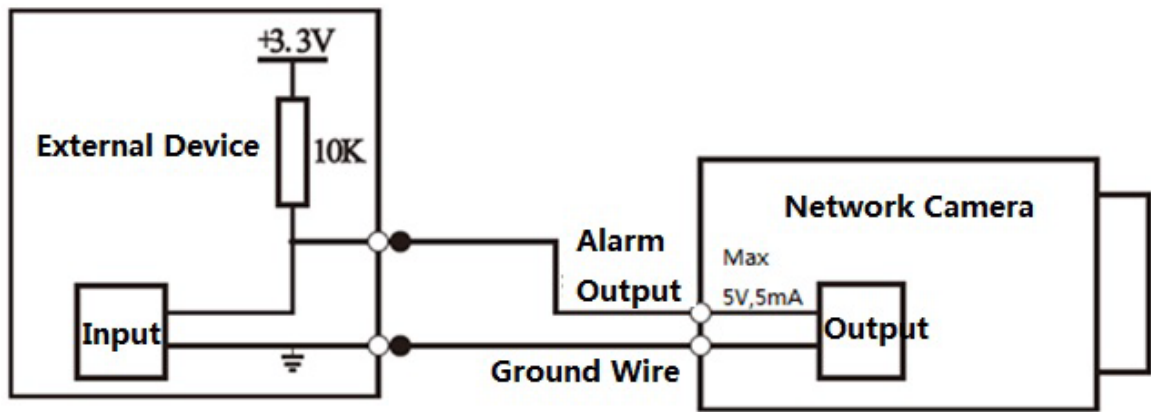 +3.3V
External Device
10K
Input
Alarm
Output
Ground Wire
Network Camera
Max
5V,5mA
Output